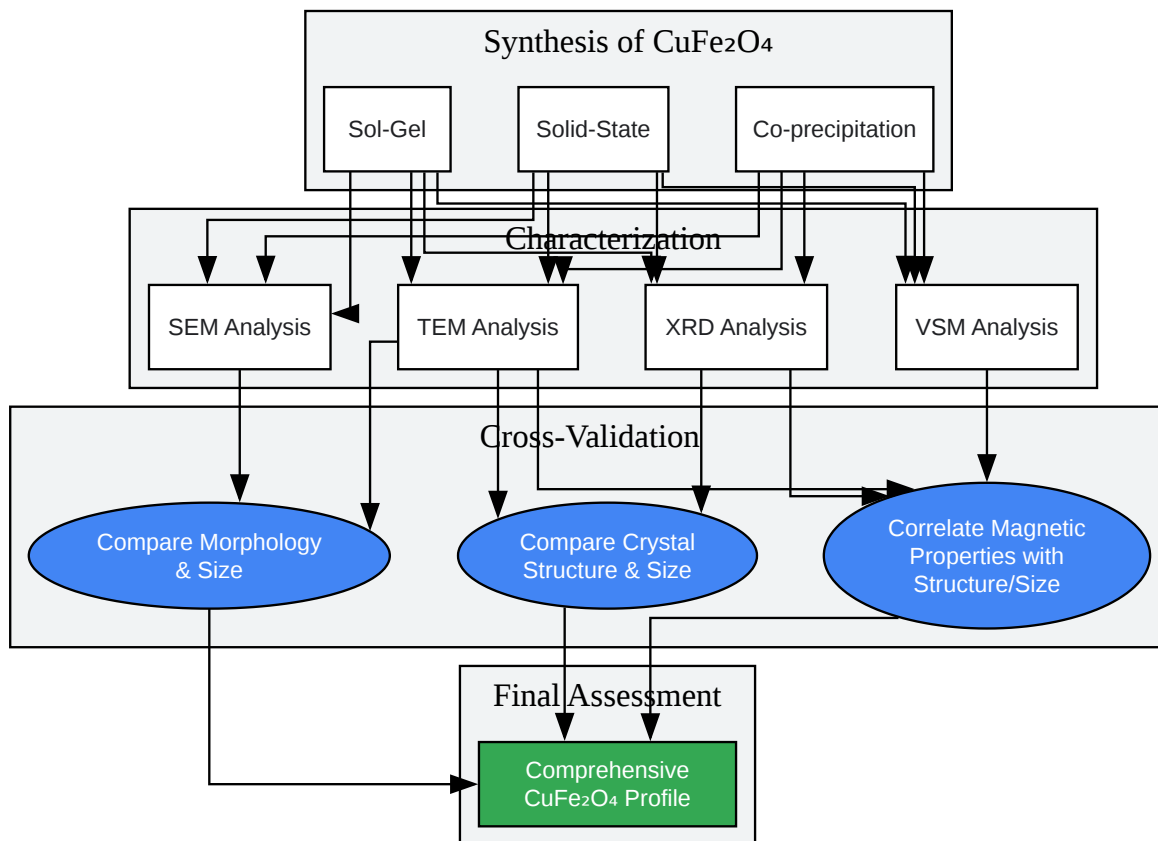 Synthesis of CuFe₂O₄
Sol-Gel
Solid-State
Co-precipitation
Characterization
SEM Analysis
TEM Analysis
XRD Analysis
VSM Analysis
Cross-Validation
Compare Morphology
& Size
Compare Crystal
Structure & Size
Correlate Magnetic
Properties with
Structure/Size
Final Assessment
Comprehensive
CuFe₂O₄ Profile